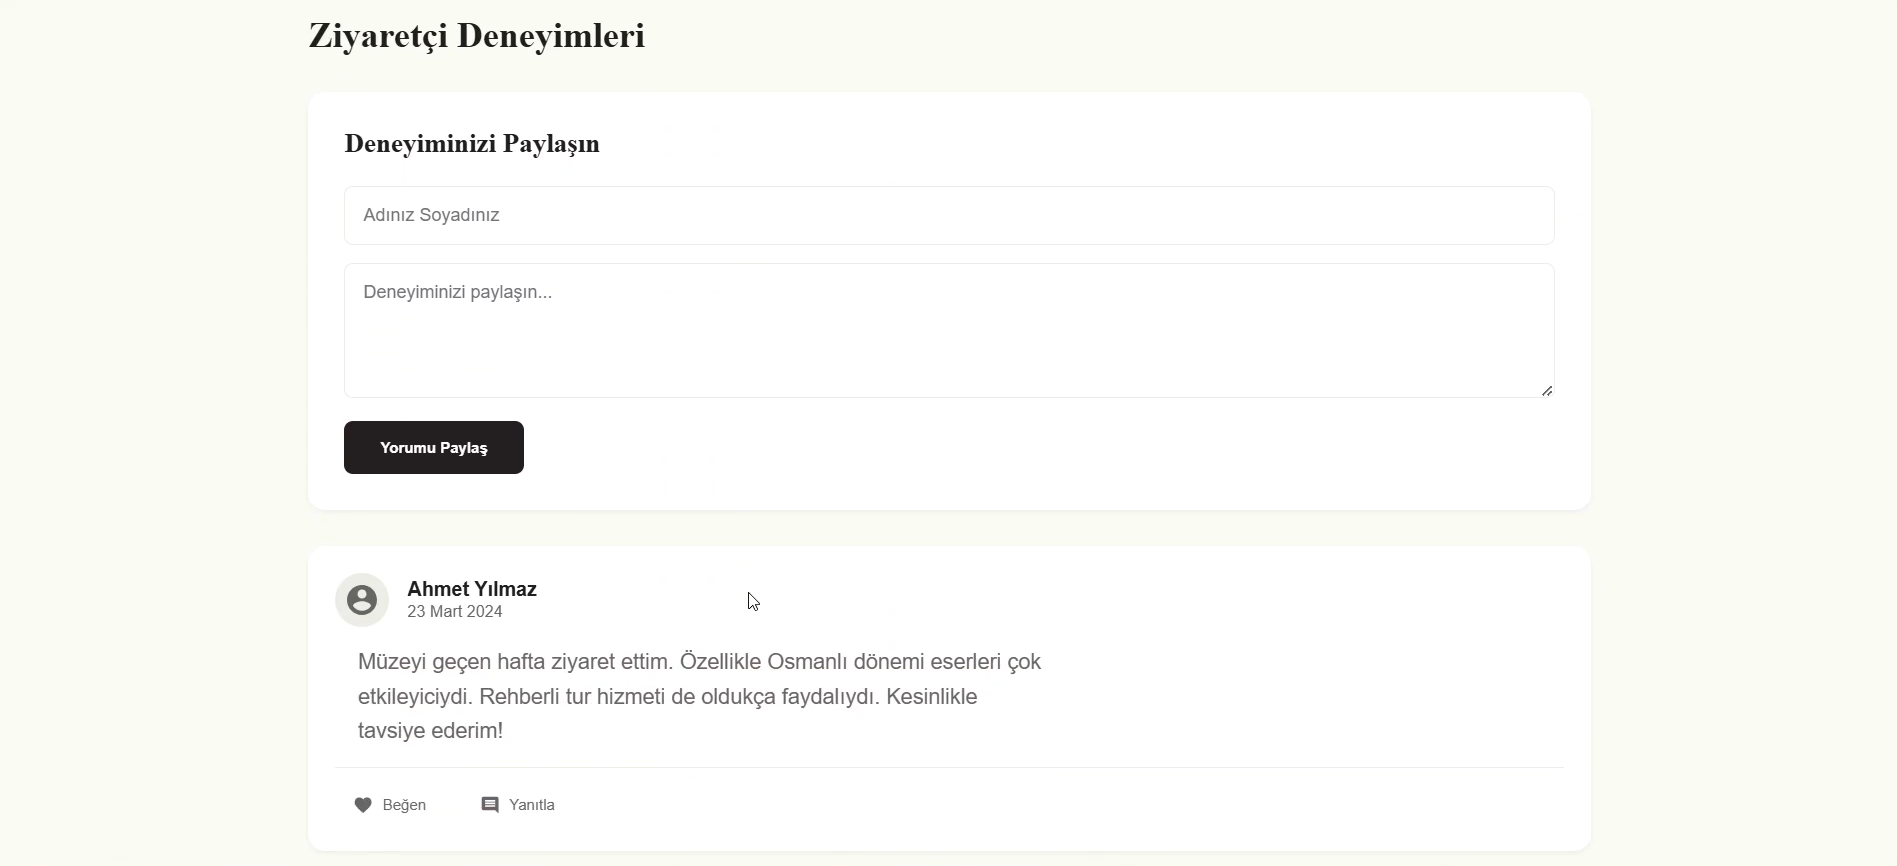 Ziyaretçi Deneyimleri
Deneyiminizi Paylaşın
Adınız Soyadınız
Deneyiminizi paylaşın...
Yorumu Paylaş
Ahmet Yılmaz
23 Mart 2024
Müzeyi geçen hafta ziyaret ettim. Özellikle Osmanlı dönemi eserleri çok
etkileyiciydi. Rehberli tur hizmeti de oldukça faydalıydı. Kesinlikle
tavsiye ederim!
Beğen
Yanıtla